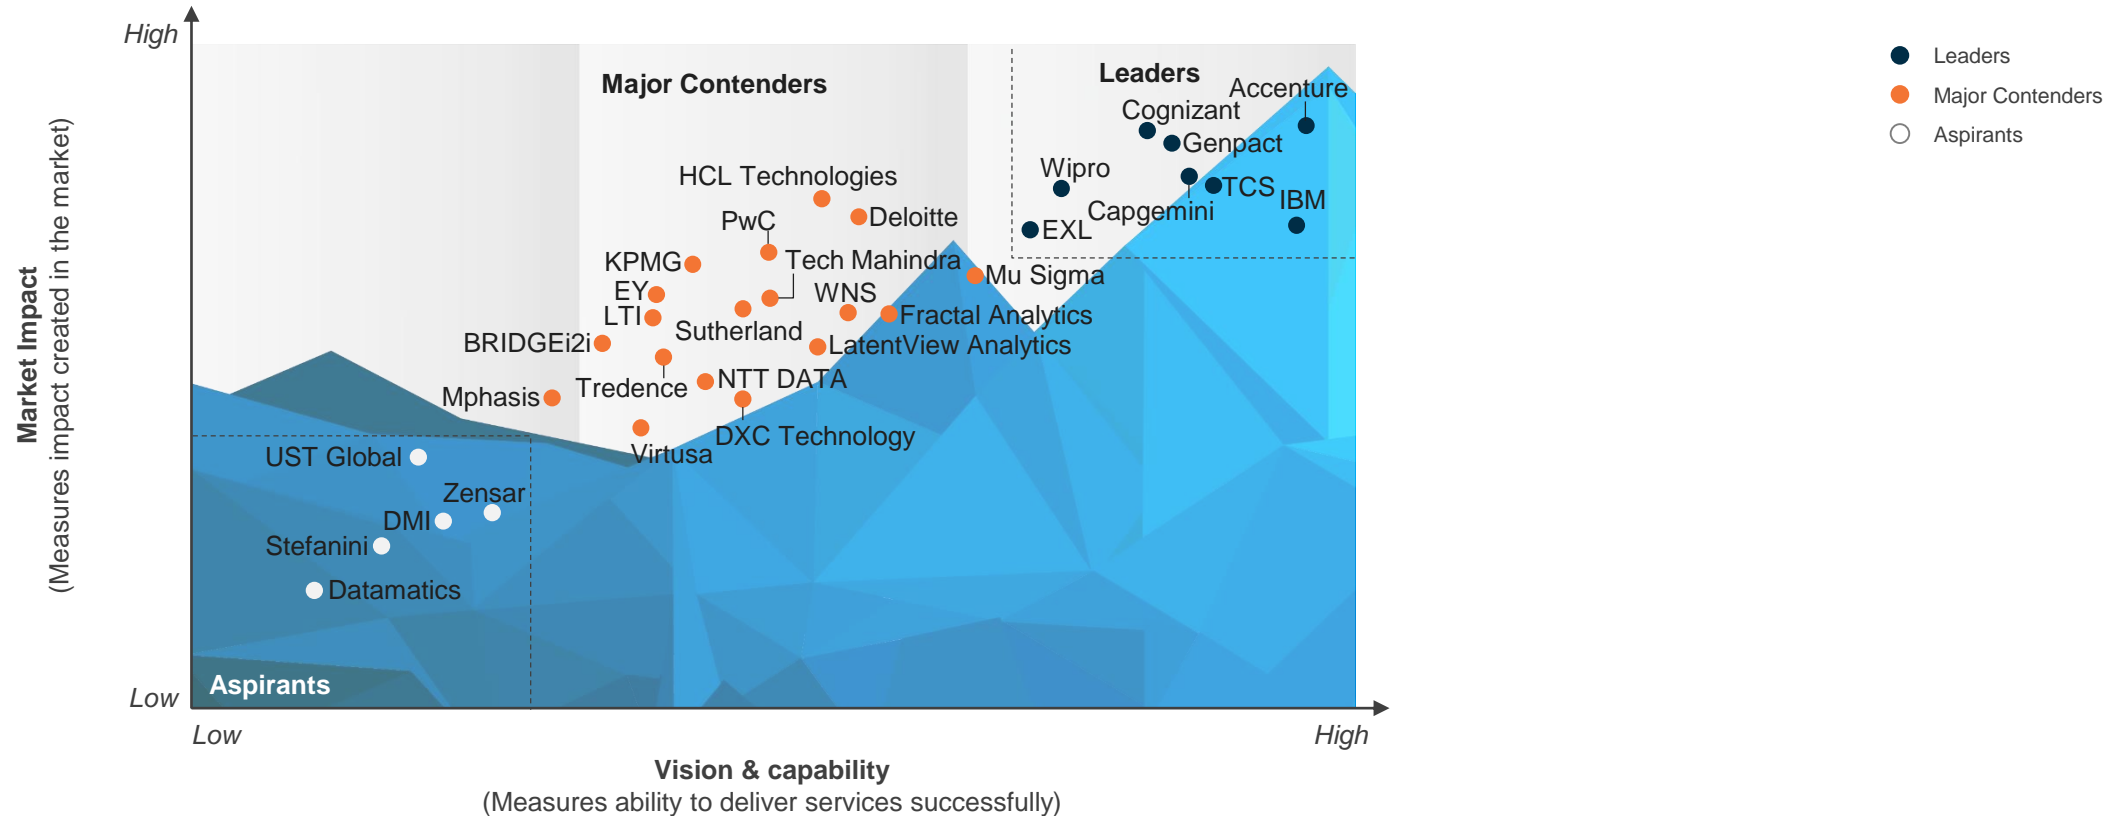 High
Leaders
Major Contenders
Leaders
Accenture
Major Contenders
Cognizant
Aspirants
Genpact
Wipro
HCL Technologies
TCS
IBM
Capgemini
PwC
Deloitte
EXL
KPMG
Tech Mahindra
Mu Sigma
EY
WNS
LTI
Fractal Analytics
Sutherland
BRIDGEi2i
LatentView Analytics
Tredence
NTT DATA
Mphasis
DXC Technology
Virtusa
UST Global
Zensar
DMI
Stefanini
Datamatics
Aspirants
Market Impact
(Measures impact created in the market)
Low
Low
High
Vision & capability
(Measures ability to deliver services successfully)